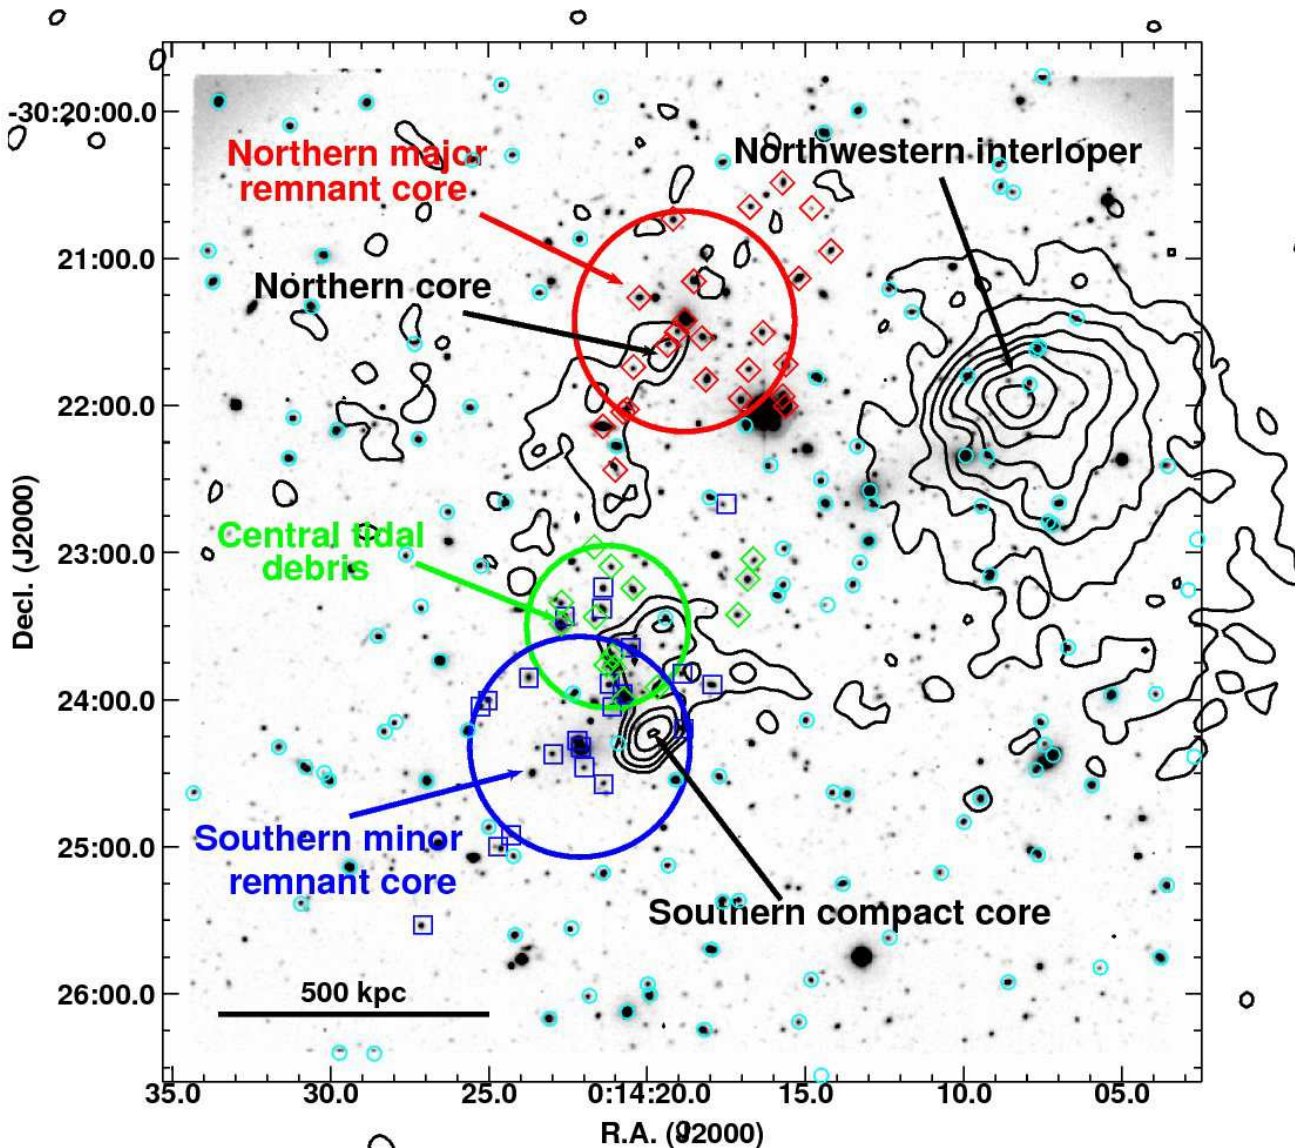 -30:20:00.0
Northern major
remnant core
Northwestern interloper
21:00.0
Northern core
22:00.0
Central tidal
debris
23:00.0
Decl. (J2000)
24:00.0
Southern minor
remnant core
25:00.0
Southern compact core
500 kpc
26:00.0
35.0 30.0 25.0 0:14:20.0 15.0 10.0 05.0
R.A. (J2000)